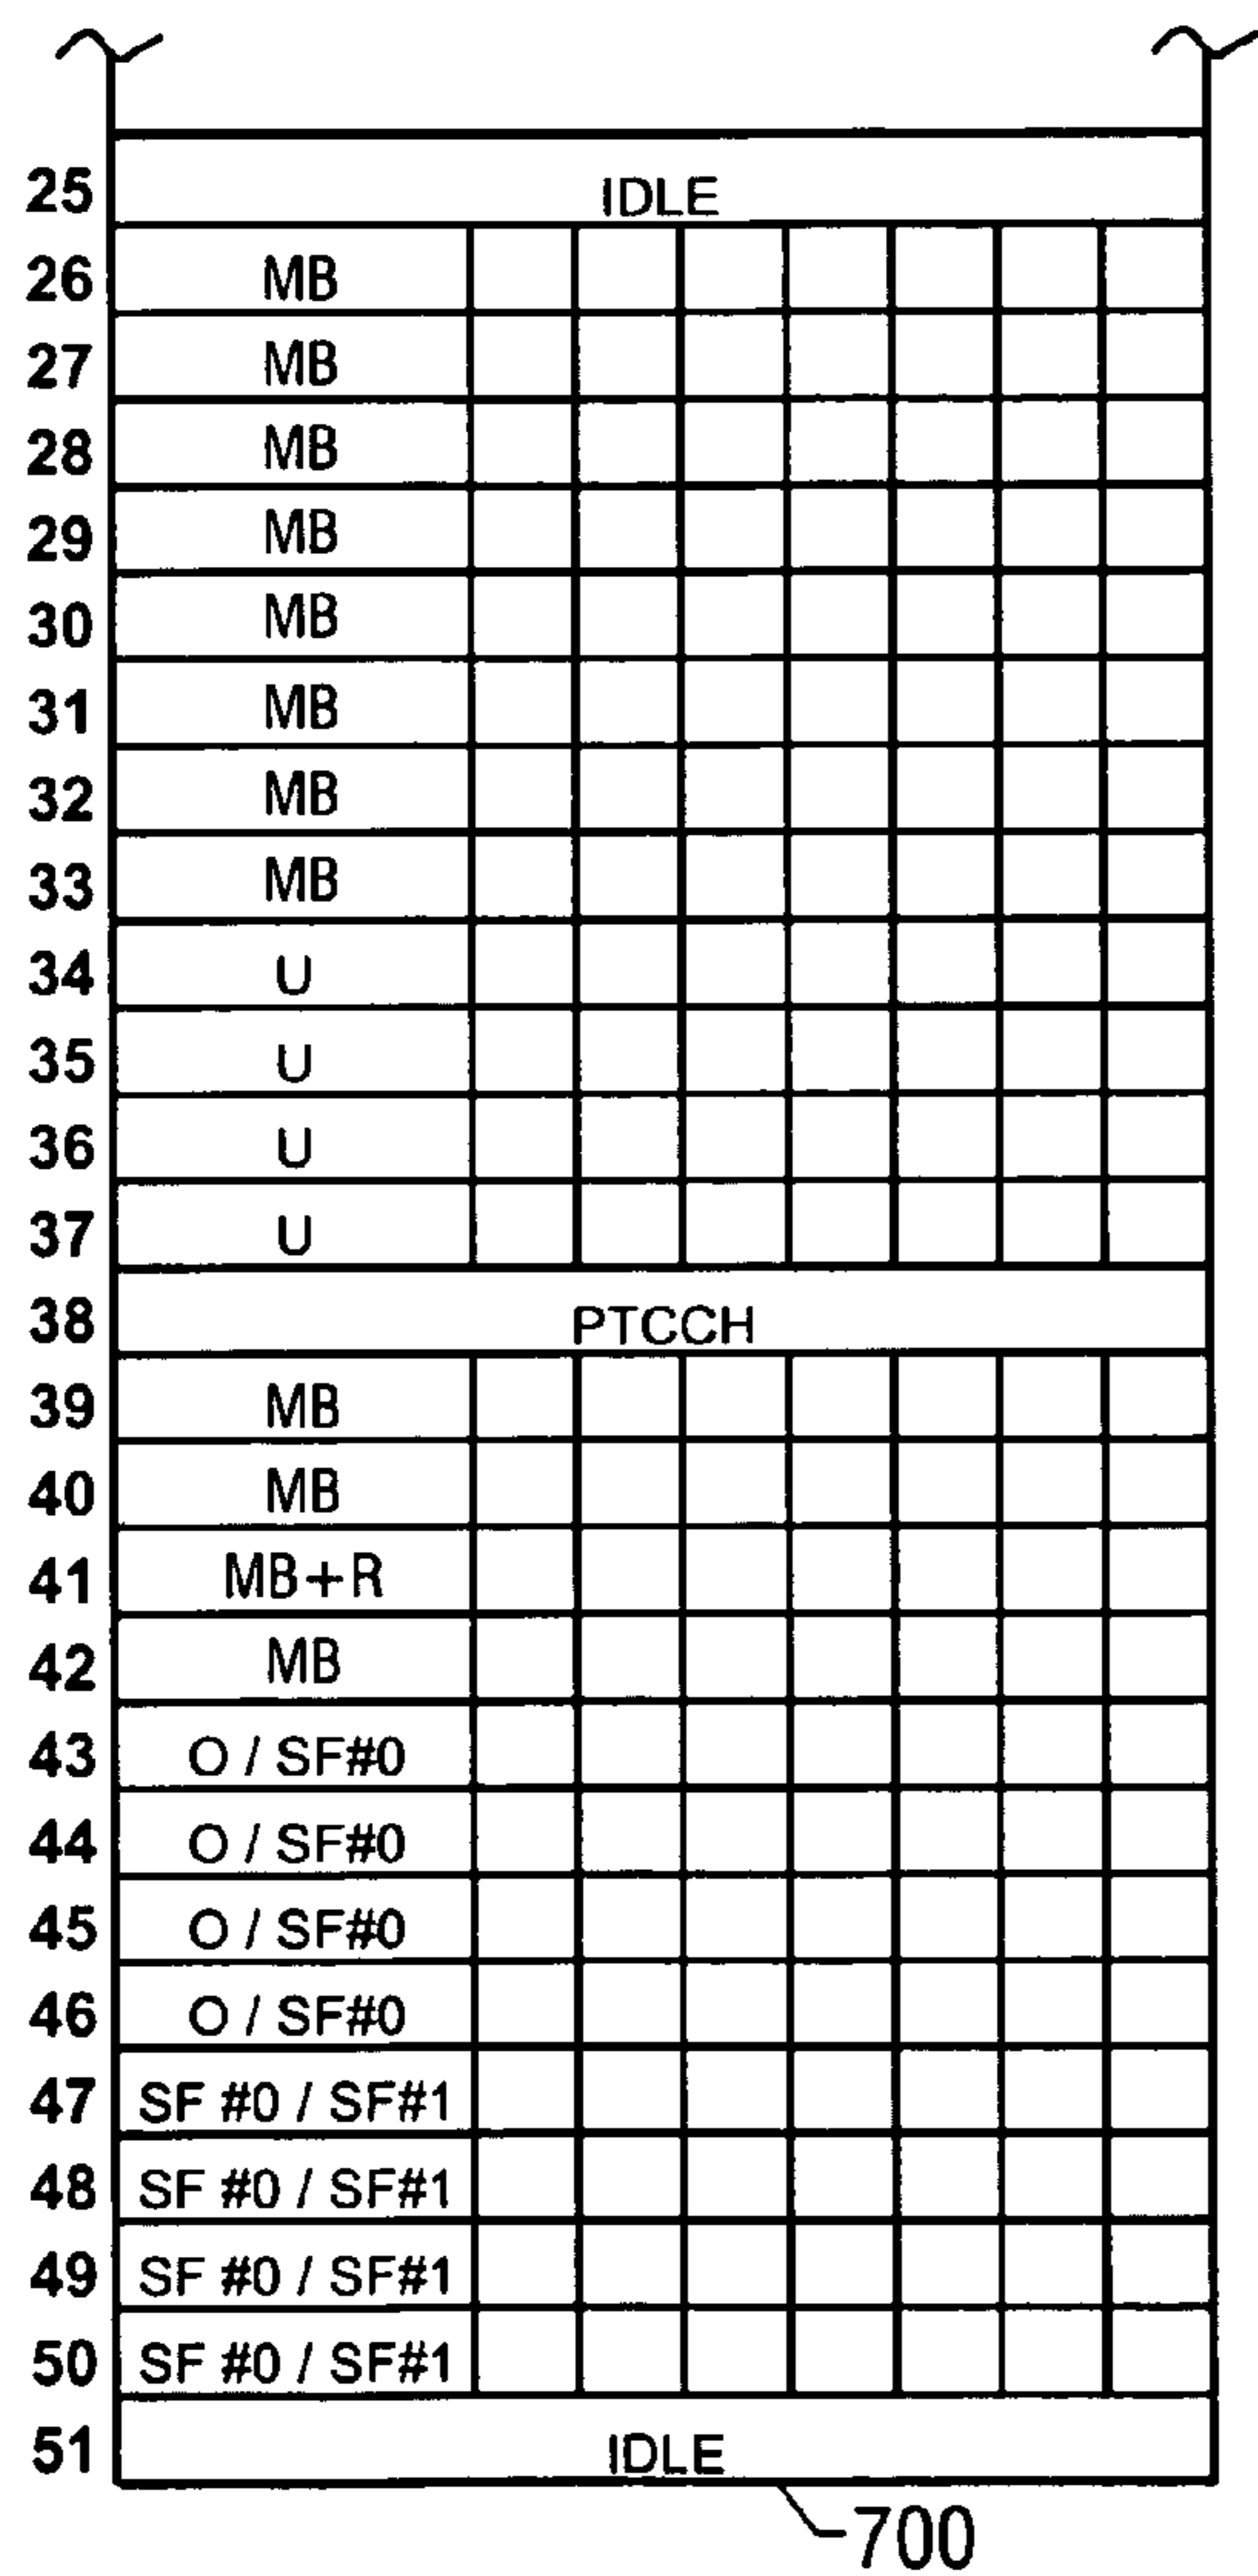 25 IDLE
26 MB
27 MB
28 MB
29 MB
30 MB
31 MB
32 MB
33 MB
34 U
35 U
36 U
37 U
38 PTCCH
39 MB
40 MB
41 MB+R
42 MB
43 O / SF#0
44 O / SF#0
45 O / SF#0
46 O / SF#0
47 SF #0 / SF#1
48 SF #0 / SF#1
49 SF #0 / SF#1
50 SF #0 / SF#1
51 IDLE
700